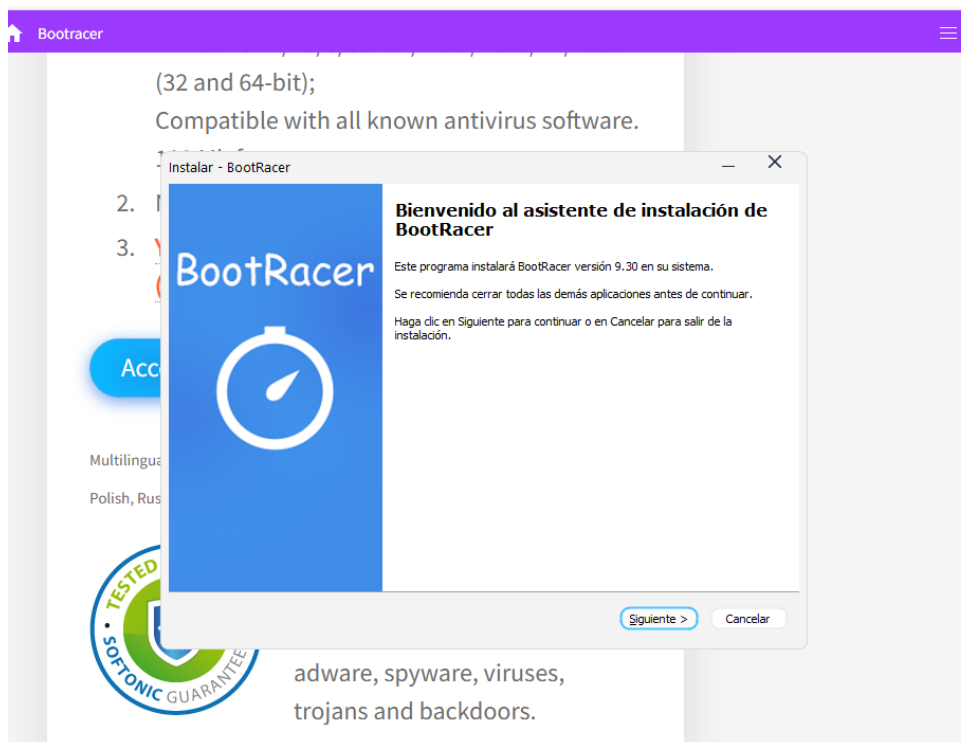 Bootracer
(32 and 64-bit);
Compatible with all known antivirus software.
Instalar - BootRacer
2.
3.
BootRacer
Bienvenido al asistente de instalación de
BootRacer
Este programa instalará BootRacer versión 9.30 en su sistema.
Se recomienda cerrar todas las demás aplicaciones antes de continuar.
Haga clic en Siguiente para continuar o en Cancelar para salir de la
instalación.
Acc
Multilingua
Polish, Rus
Siguiente >
Cancelar
TESTED
SOFTONIC GUARANTEE
adware, spyware, viruses,
trojans and backdoors.